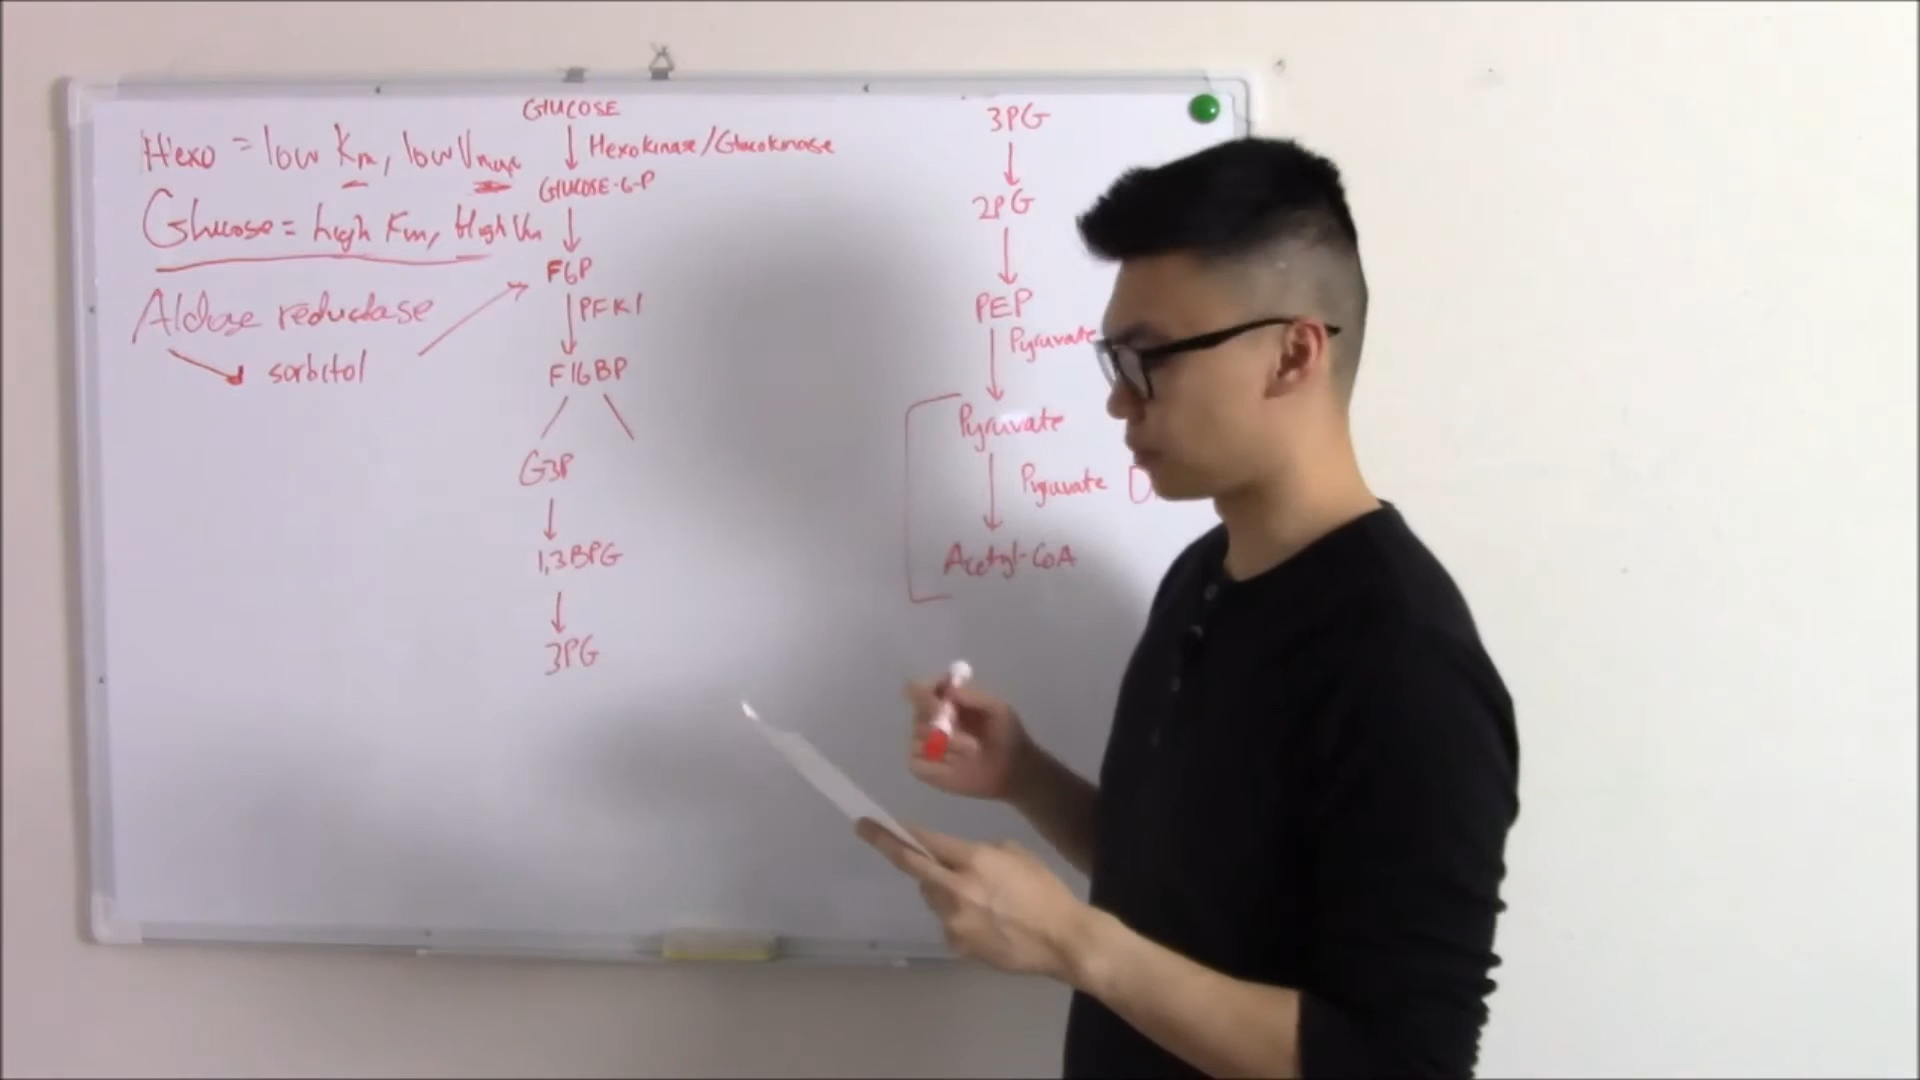 Hexo = low Km, low Vmax
Glucose = high Km, High Vm
Aldose reductase
sorbitol
GLUCOSE
Hexokinase/Glucokinase
GLUCOSE-6-P
F6P
PFK1
F16BP
G3P
1,3BPG
3PG
3PG
2PG
PEP
Pyruvate
Pyruvate
Pyruvate D
Acetyl-CoA